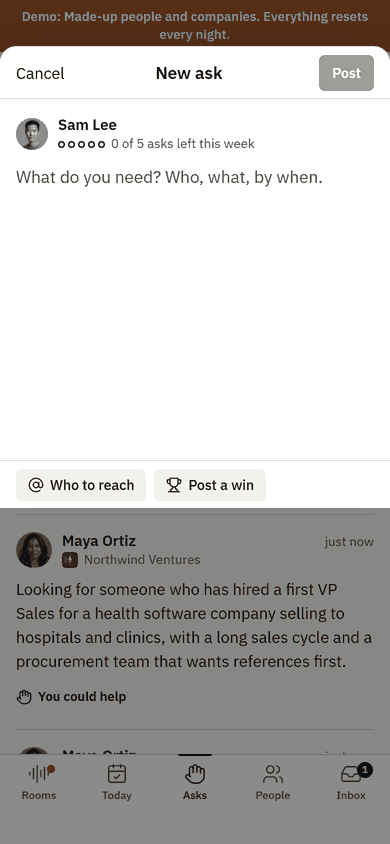 Demo: Made-up people and companies. Everything resets
every night.
Cancel
New ask
Post
Sam Lee
0 of 5 asks left this week
What do you need? Who, what, by when.
Who to reach
Post a win
Maya Ortiz
just now
Northwind Ventures
Looking for someone who has hired a first VP
Sales for a health software company selling to
hospitals and clinics, with a long sales cycle and a
procurement team that wants references first.
You could help
Maya Ortiz
Rooms
Today
Asks
People
1
Inbox